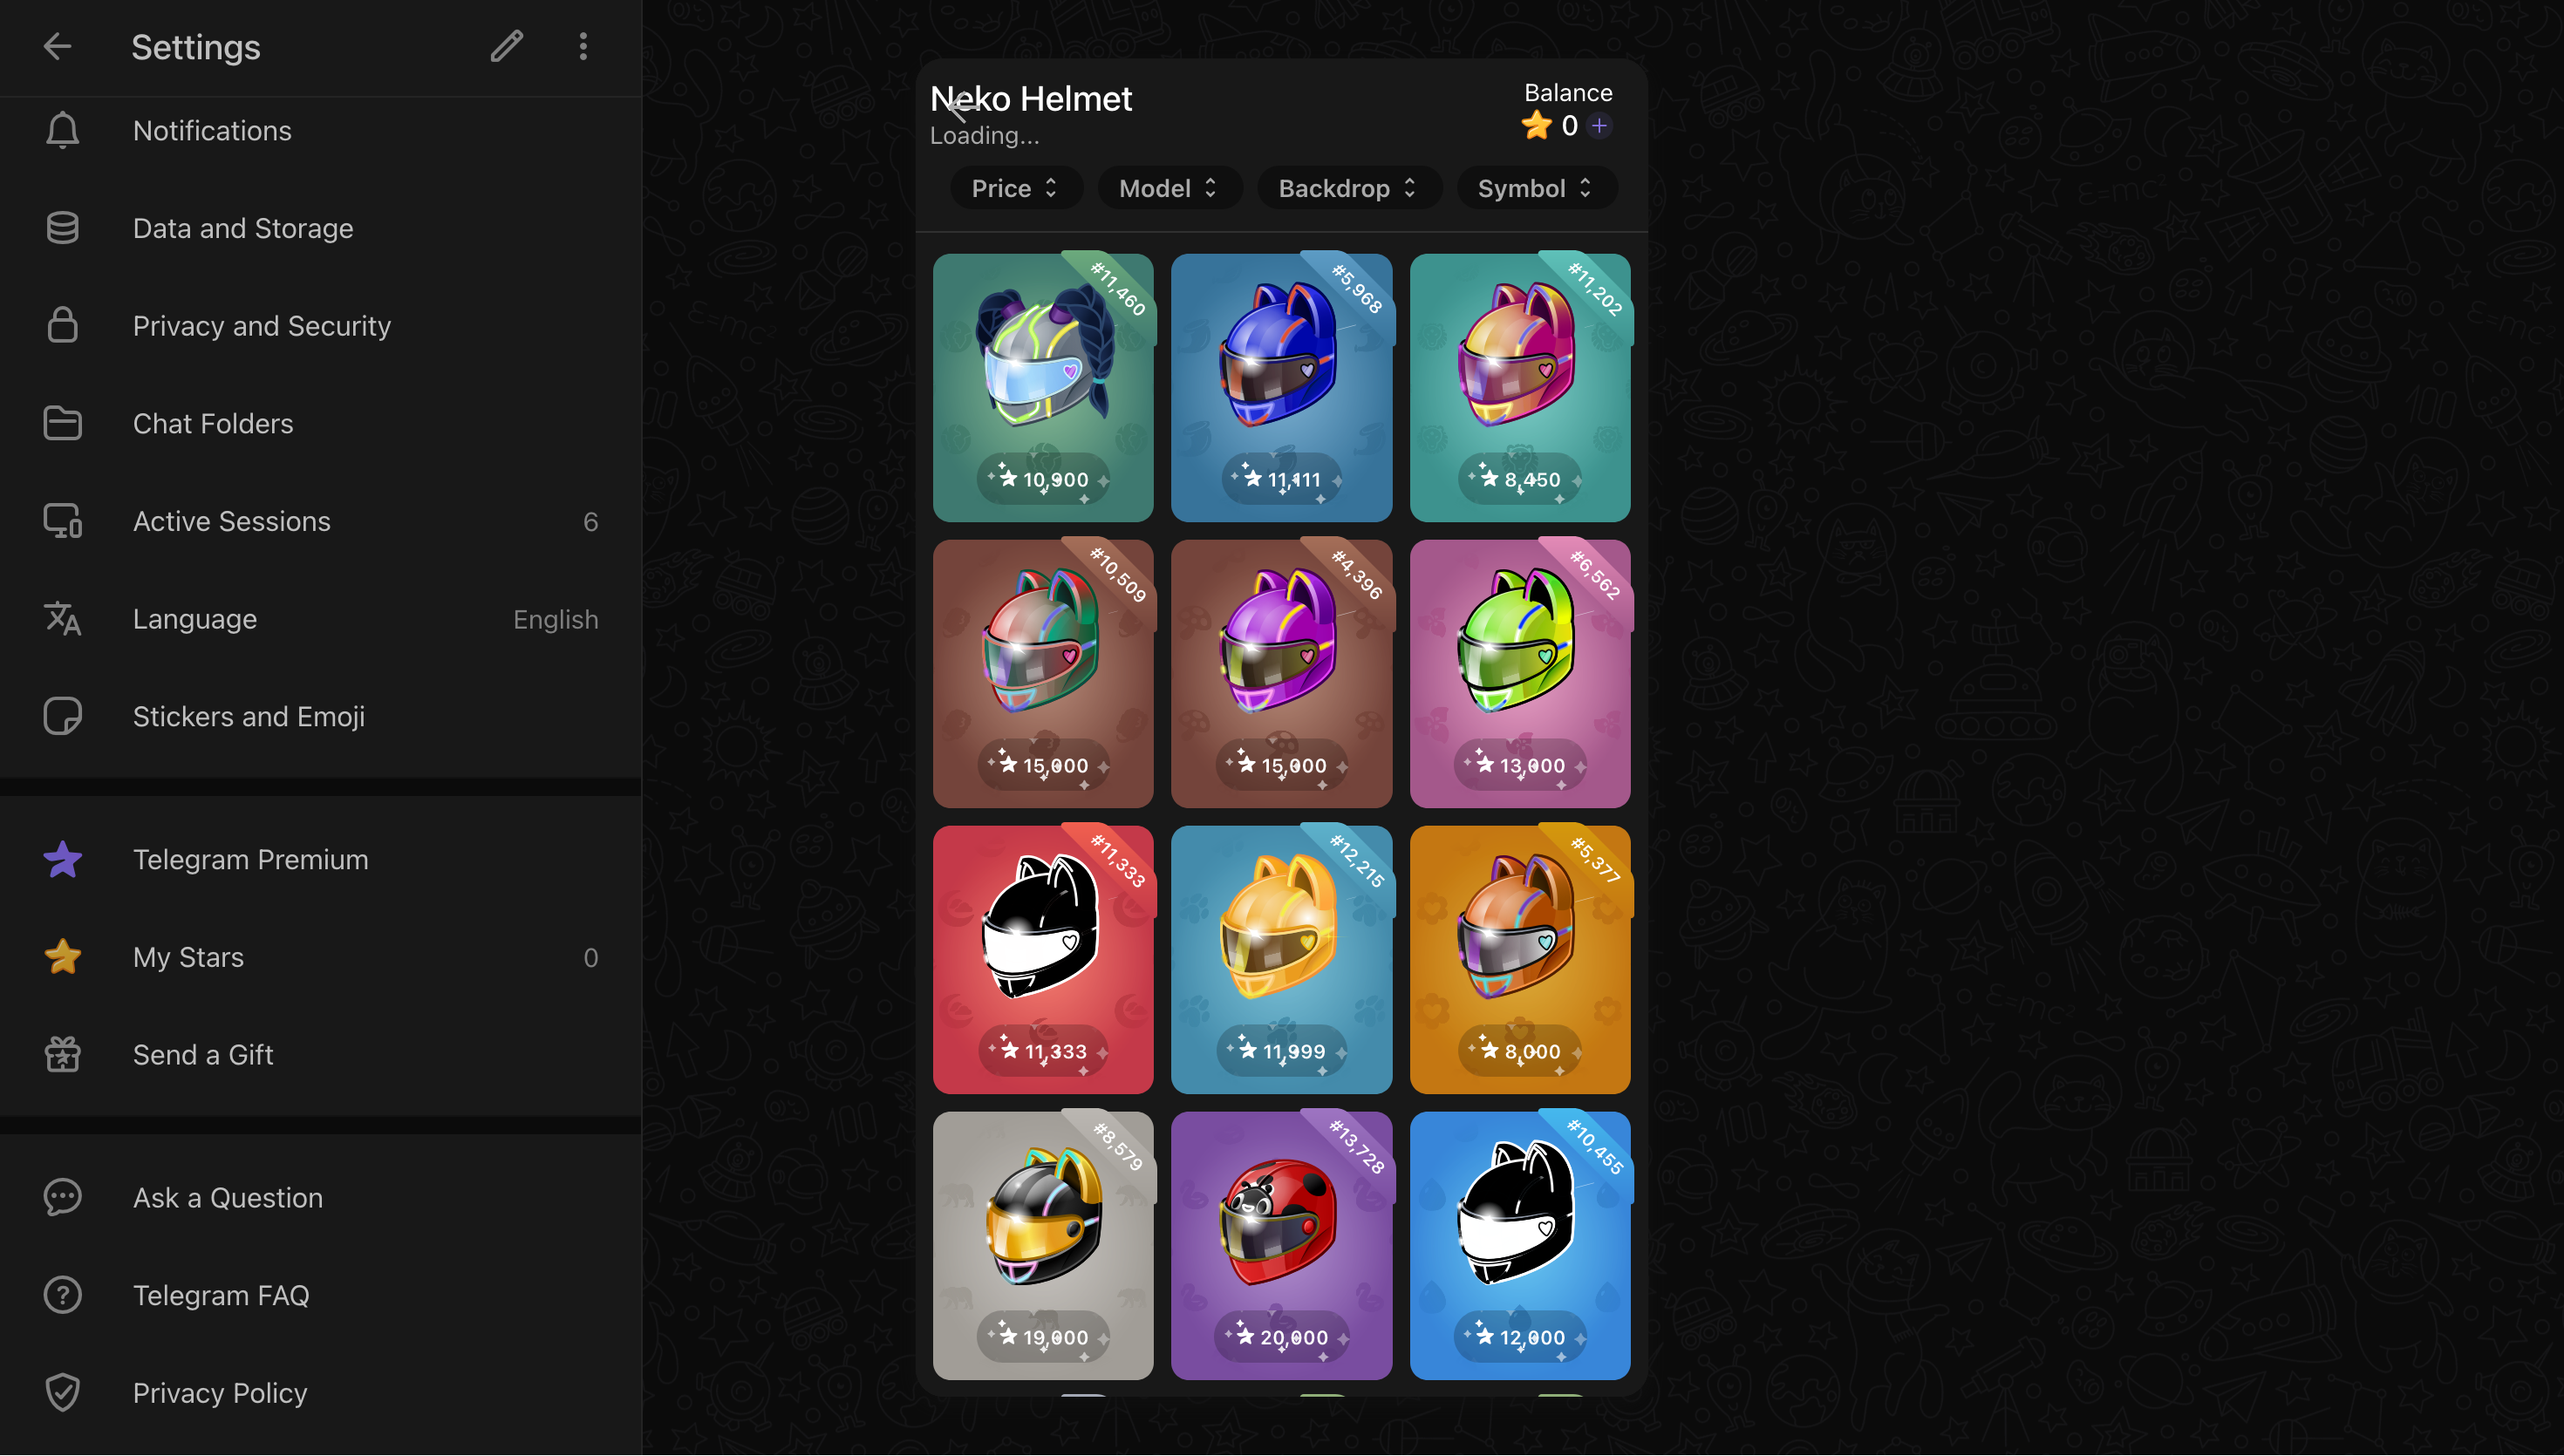 Settings
Notifications
Data and Storage
Privacy and Security
Chat Folders
Active Sessions 6
Language English
Stickers and Emoji
Telegram Premium
My Stars 0
Send a Gift
Ask a Question
Telegram FAQ
Privacy Policy
Neko Helmet
Loading...
Balance
0 +
Price Model Backdrop Symbol
#11,460 #5,968 #11,202
10,900 11,111 8,450
#10,509 #4,396 #6,562
15,000 15,000 13,000
#11,333 #12,215 #5,377
11,333 11,999 8,000
#8,579 #13,728 #10,455
19,000 20,000 12,000